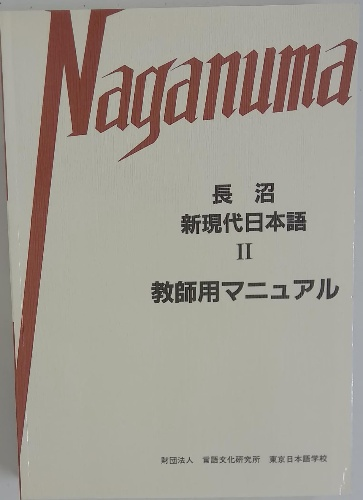 Naganuma
長沼
新現代日本語
II
教師用マニュアル
財団法人 言語文化研究所 東京日本語学校